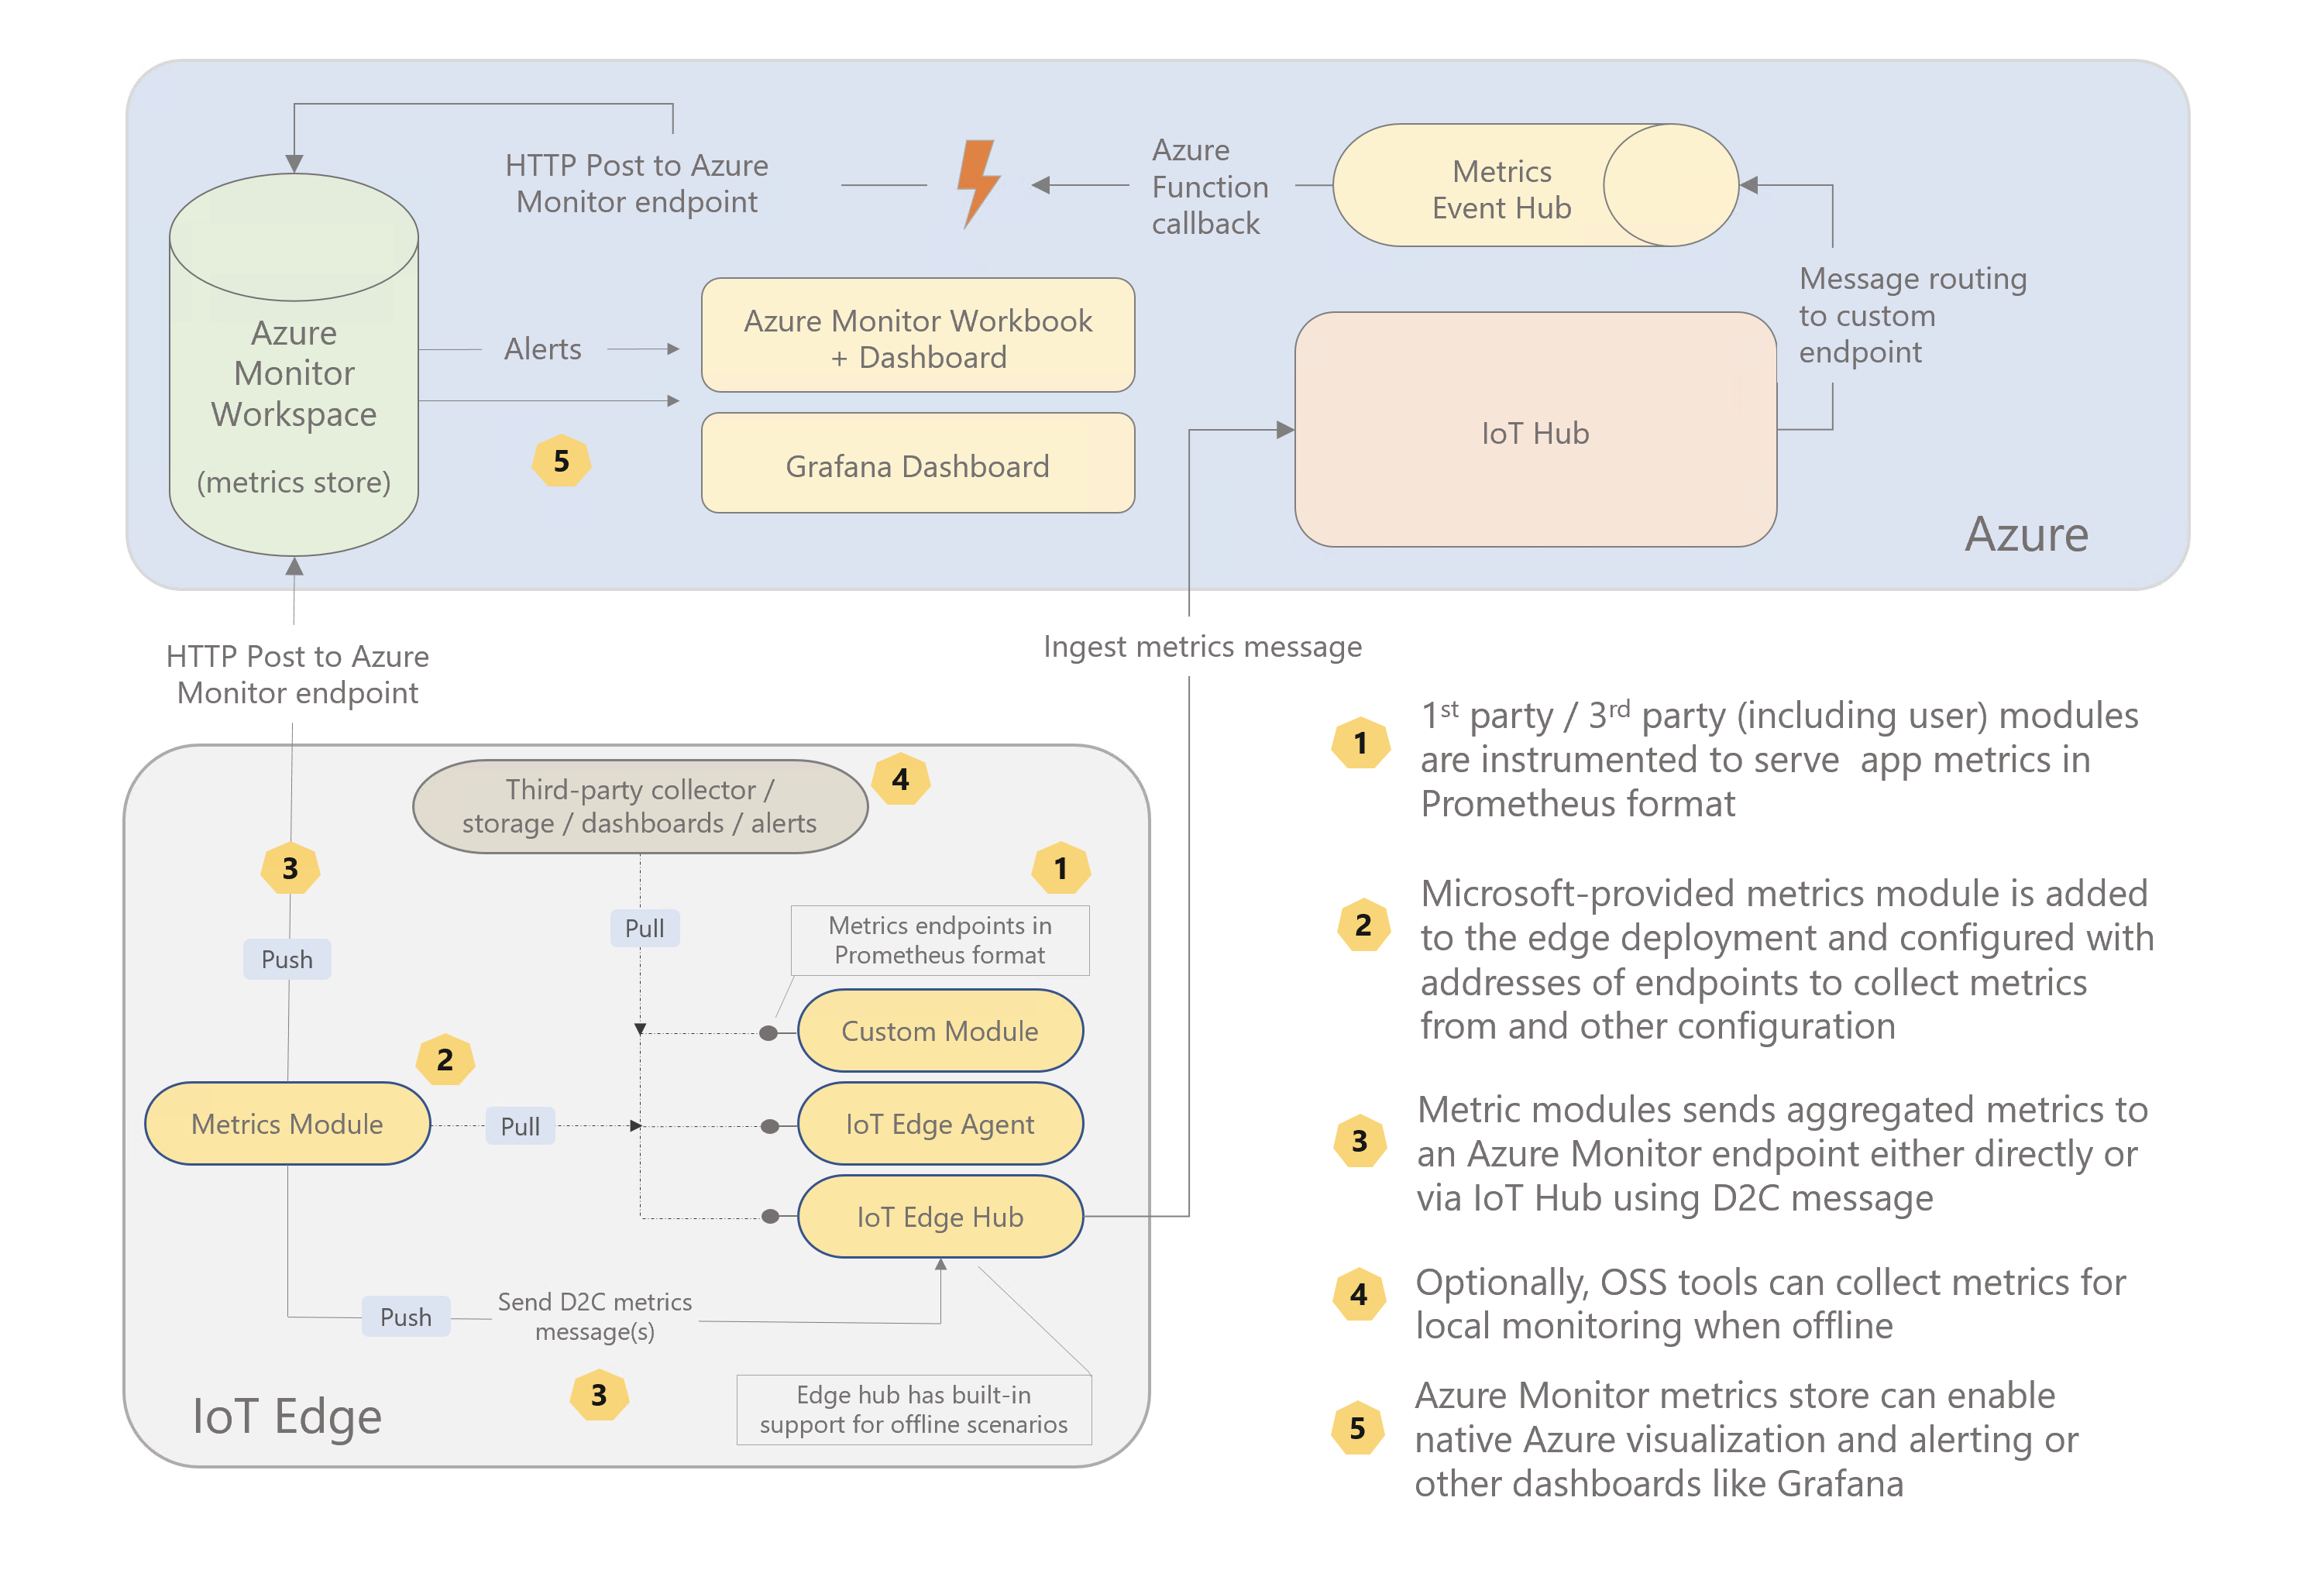 HTTP Post to Azure
Monitor endpoint
Azure
Function
callback
Metrics
Event Hub
Message routing
to custom
endpoint
Azure
Monitor
Workspace
(metrics store)
Alerts
5
Azure Monitor Workbook
+ Dashboard
Grafana Dashboard
IoT Hub
Azure
HTTP Post to Azure
Monitor endpoint
Ingest metrics message
Third-party collector /
storage / dashboards / alerts
4
3
1
Push
Pull
Metrics endpoints in
Prometheus format
Custom Module
2
Metrics Module
Pull
IoT Edge Agent
IoT Edge Hub
Push
Send D2C metrics
message(s)
3
Edge hub has built-in
support for offline scenarios
IoT Edge
1
1st party / 3rd party (including user) modules
are instrumented to serve  app metrics in
Prometheus format
2
Microsoft-provided metrics module is added
to the edge deployment and configured with
addresses of endpoints to collect metrics
from and other configuration
3
Metric modules sends aggregated metrics to
an Azure Monitor endpoint either directly or
via IoT Hub using D2C message
4
Optionally, OSS tools can collect metrics for
local monitoring when offline
5
Azure Monitor metrics store can enable
native Azure visualization and alerting or
other dashboards like Grafana